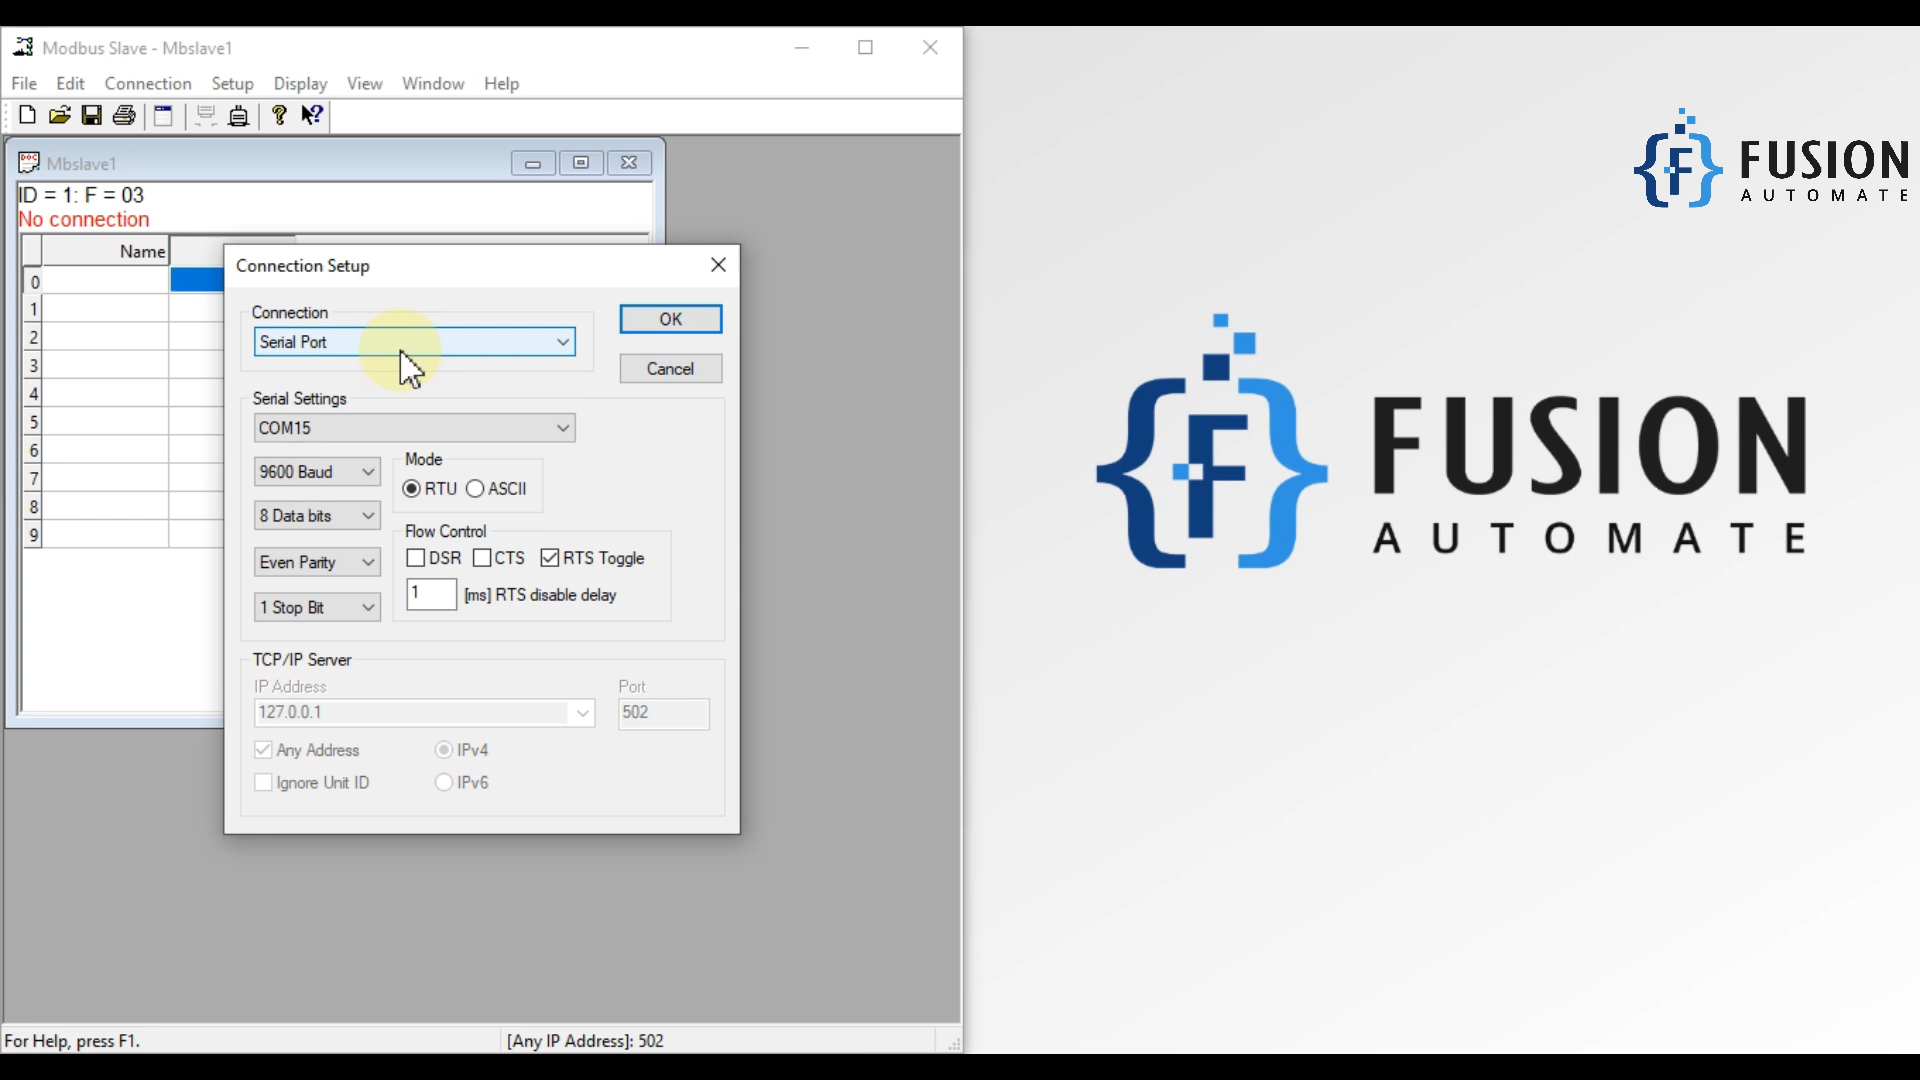 Modbus Slave - Mbslave1
File Edit Connection Setup Display View Window Help
Mbslave1
ID = 1: F = 03
No connection
Name
0
1
2
3
4
5
6
7
8
9
Connection Setup
Connection
Serial Port
OK
Cancel
Serial Settings
COM15
9600 Baud
Mode
RTU ASCII
8 Data bits
Flow Control
DSR CTS RTS Toggle
Even Parity
1 [ms] RTS disable delay
1 Stop Bit
TCP/IP Server
IP Address Port
127.0.0.1 502
Any Address IPv4
Ignore Unit ID IPv6
For Help, press F1. [Any IP Address]: 502
FUSION
AUTOMATE
FUSION
AUTOMATE